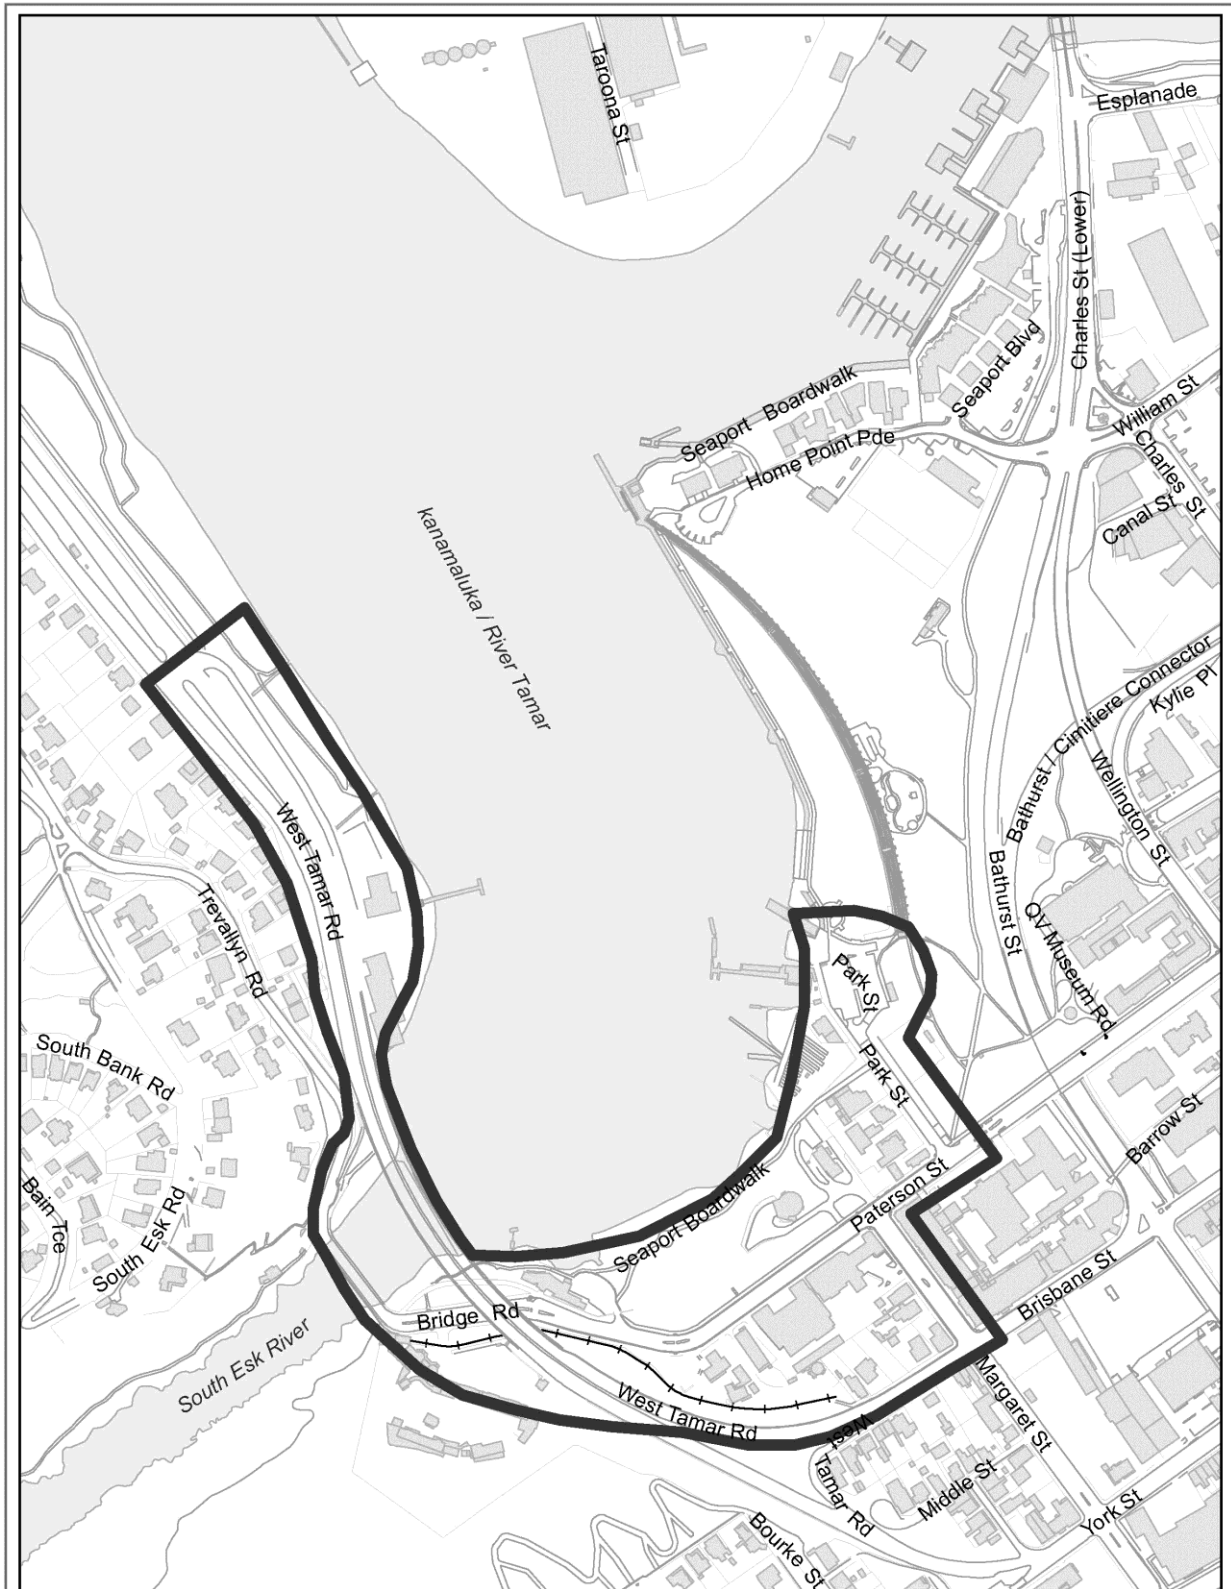 Taroona St
Esplanade
Charles St (Lower)
Seaport Blvd
Seaport Boardwalk
William St
Home Point Pde
Charles St
Canal St
kanamaluka / River Tamar
Bathurst / Cimitiere Connector
Kylie Pl
Wellington St
West Tamar Rd
Bathurst St
Trevallyn Rd
QV Museum Rd
Park St
South Bank Rd
Park St
Barrow St
Paterson St
Bain Tce
South Esk Rd
Seaport Boardwalk
Brisbane St
Bridge Rd
South Esk River
Margaret St
West Tamar Rd
West
Tamar Rd
Middle St
York St
Bourke St